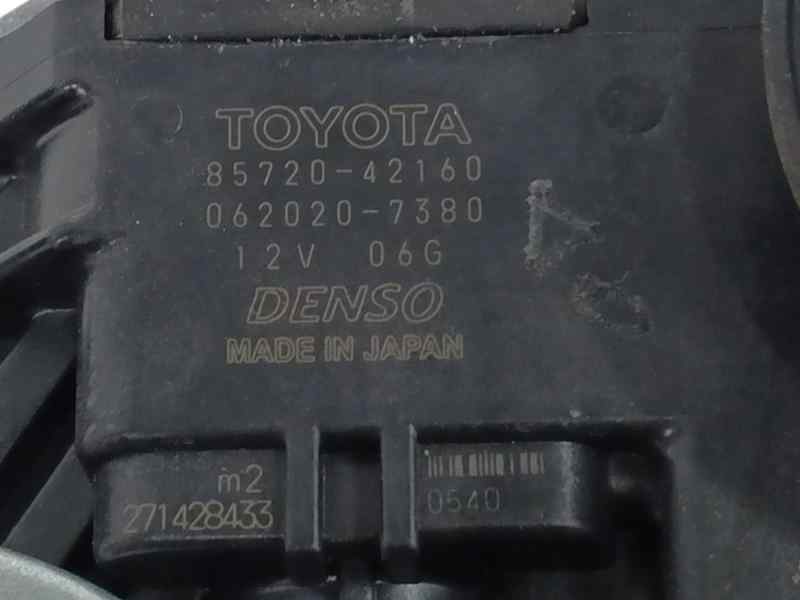 TOYOTA
85720-42160
062020-7380
12V 06G
DENSO
MADE IN JAPAN
m2
271428433
0540